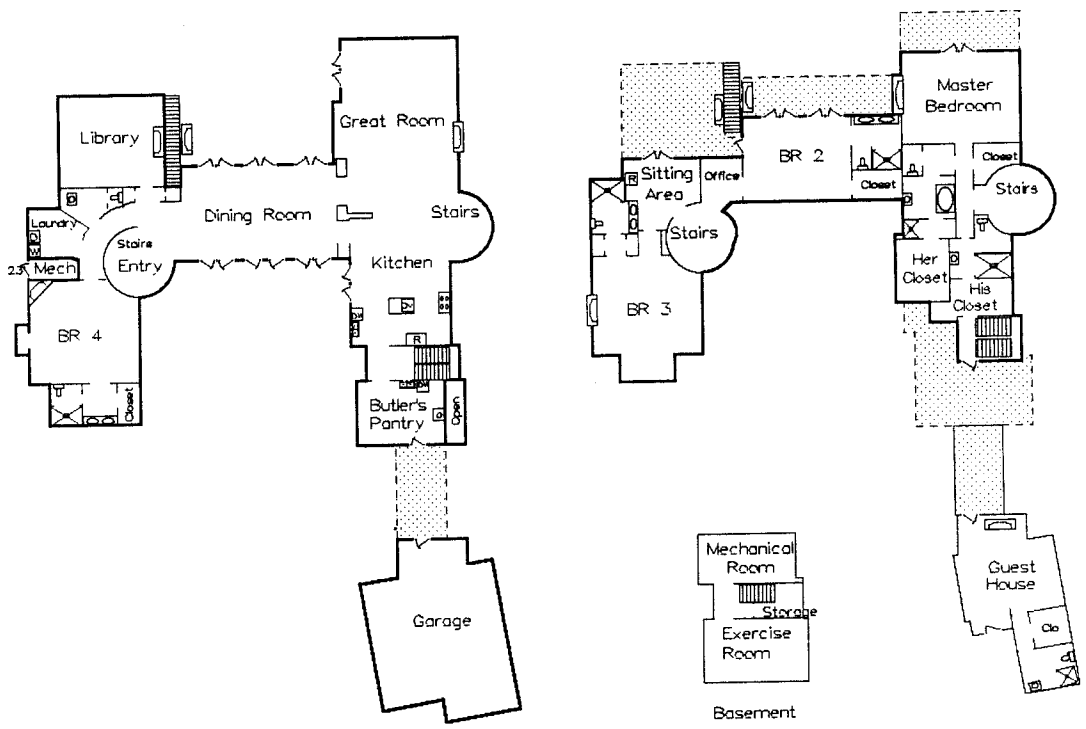 Library
Great Room
Laundry
Dining Room
Stairs
Stairs
Entry
23
Mech
Kitchen
DW
BR 4
R
Closet
Butler's
Pantry
Open
Garage
Master
Bedroom
BR 2
R
Sitting
Area
Office
Closet
Closet
Stairs
Stairs
Her
Closet
His
Closet
BR 3
Mechanical
Room
Storage
Exercise
Room
Basement
Guest
House
Clo